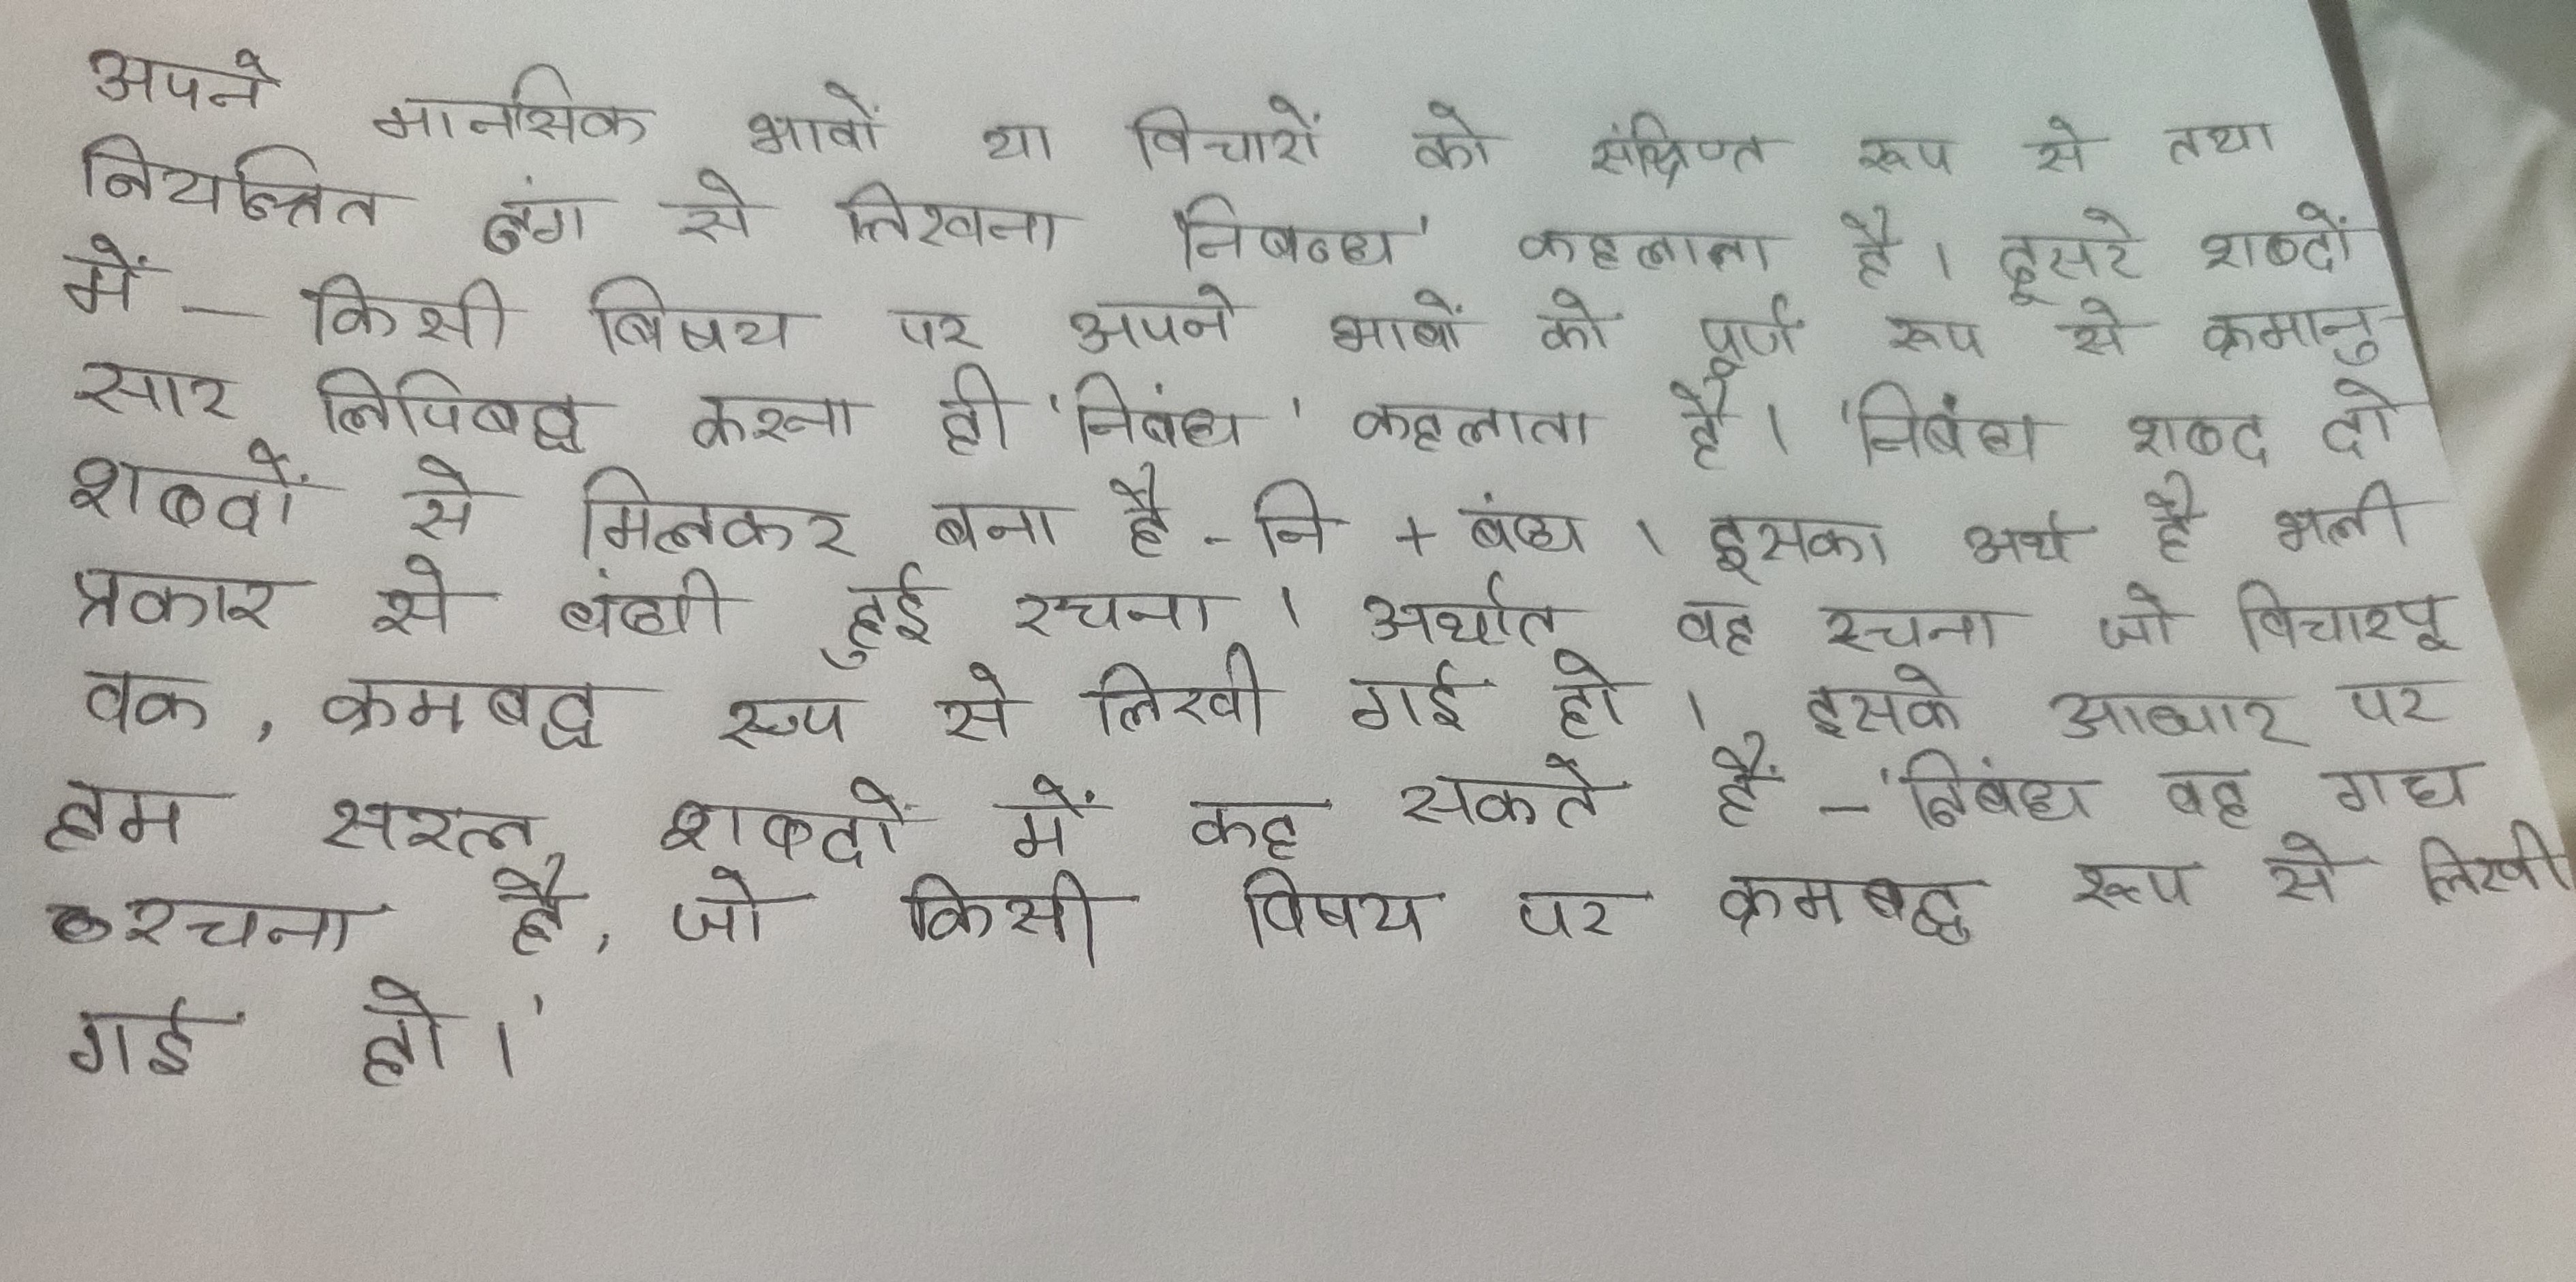 अपने मानसिक भावों या विचारों को संक्षिप्त रूप से तथा
नियन्त्रित ढंग से लिखना 'निबन्ध' कहलाता है। दूसरे शब्दों
में - किसी विषय पर अपने भावों को पूर्ण रूप से क्रमानु-
सार लिपिबद्ध करना ही 'निबंध' कहलाता है। 'निबंध शब्द दो
शब्दों से मिलकर बना है - नि + बंध। इसका अर्थ है भली
प्रकार से बंधी हुई रचना। अर्थात वह रचना जो विचारपू
वक, क्रमबद्ध रूप से लिखी गई हो। इसके आधार पर
हम सरल शब्दों में कह सकते हैं - 'निबंध वह गद्य
रचना है, जो किसी विषय पर क्रमबद्ध रूप से लिखी
गई हो।'